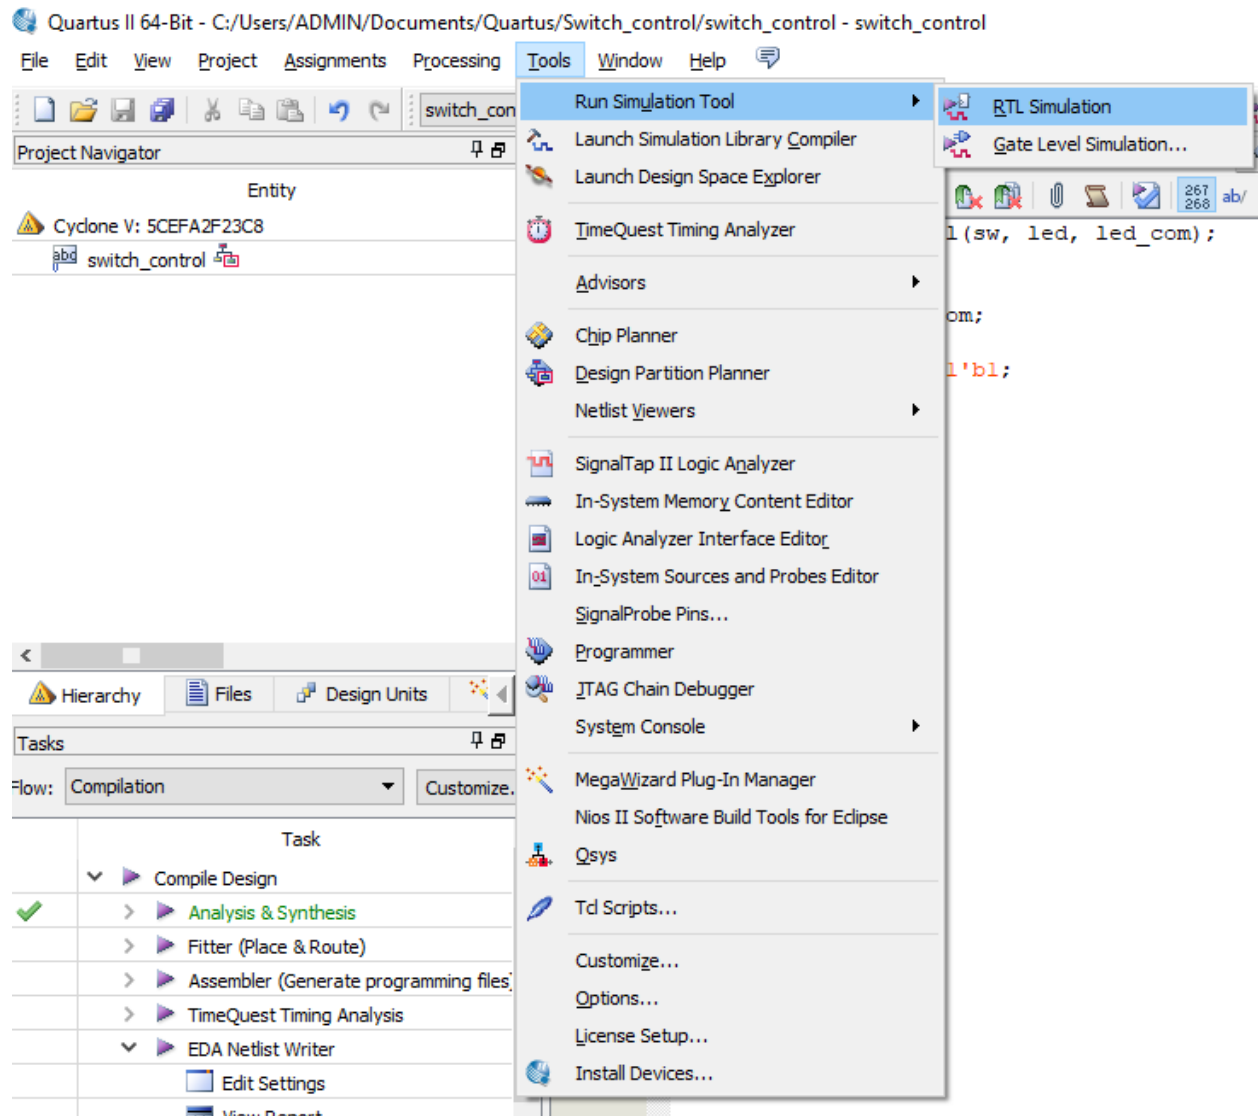 Quartus II 64-Bit - C:/Users/ADMIN/Documents/Quartus/Switch_control/switch_control - switch_control
File Edit View Project Assignments Processing Tools Window Help
switch_con
Project Navigator
Entity
Cyclone V: 5CEFA2F23C8
abd switch_control
Hierarchy Files Design Units
Tasks
Flow: Compilation Customize.
Task
Compile Design
Analysis & Synthesis
Fitter (Place & Route)
Assembler (Generate programming files)
TimeQuest Timing Analysis
EDA Netlist Writer
Edit Settings
View Report
Run Simulation Tool
Launch Simulation Library Compiler
Launch Design Space Explorer
TimeQuest Timing Analyzer
Advisors
Chip Planner
Design Partition Planner
Netlist Viewers
SignalTap II Logic Analyzer
In-System Memory Content Editor
Logic Analyzer Interface Editor
01 In-System Sources and Probes Editor
SignalProbe Pins...
Programmer
JTAG Chain Debugger
System Console
MegaWizard Plug-In Manager
Nios II Software Build Tools for Eclipse
Qsys
Tcl Scripts...
Customize...
Options...
License Setup...
Install Devices...
RTL Simulation
Gate Level Simulation...
267
268 ab/
l(sw, led, led_com);
om;
1'b1;